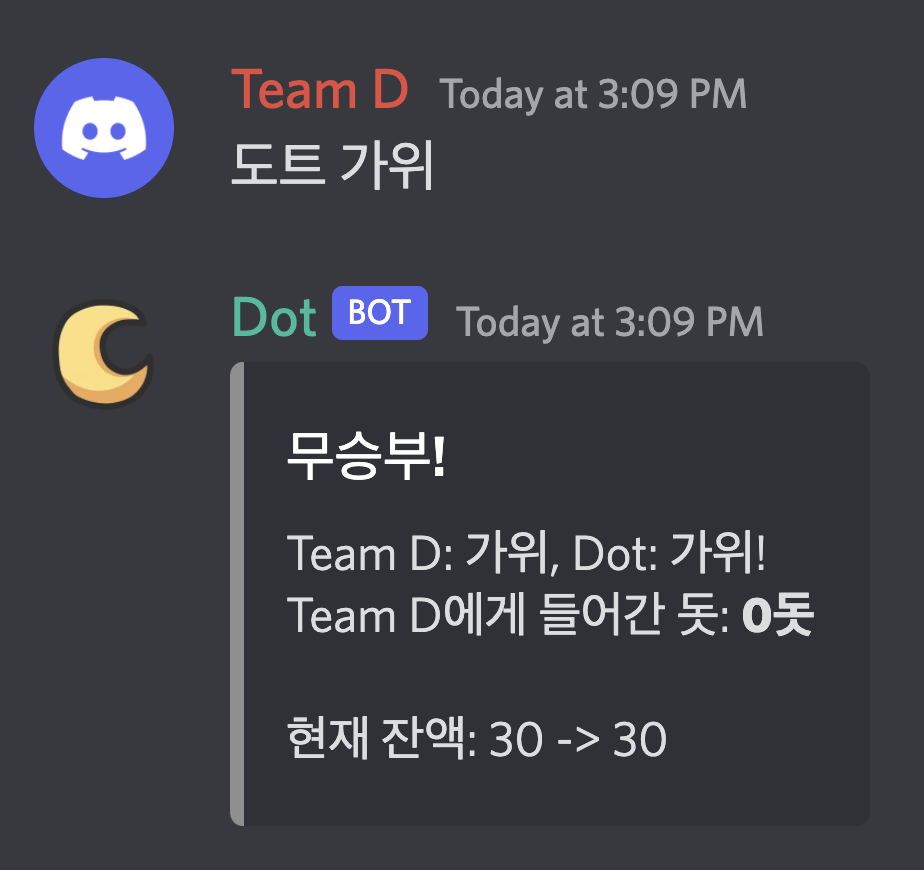 Team D Today at 3:09 PM
도트 가위
Dot BOT Today at 3:09 PM
무승부!
Team D: 가위, Dot: 가위!
Team D에게 들어간 돗: 0돗
현재 잔액: 30 -> 30